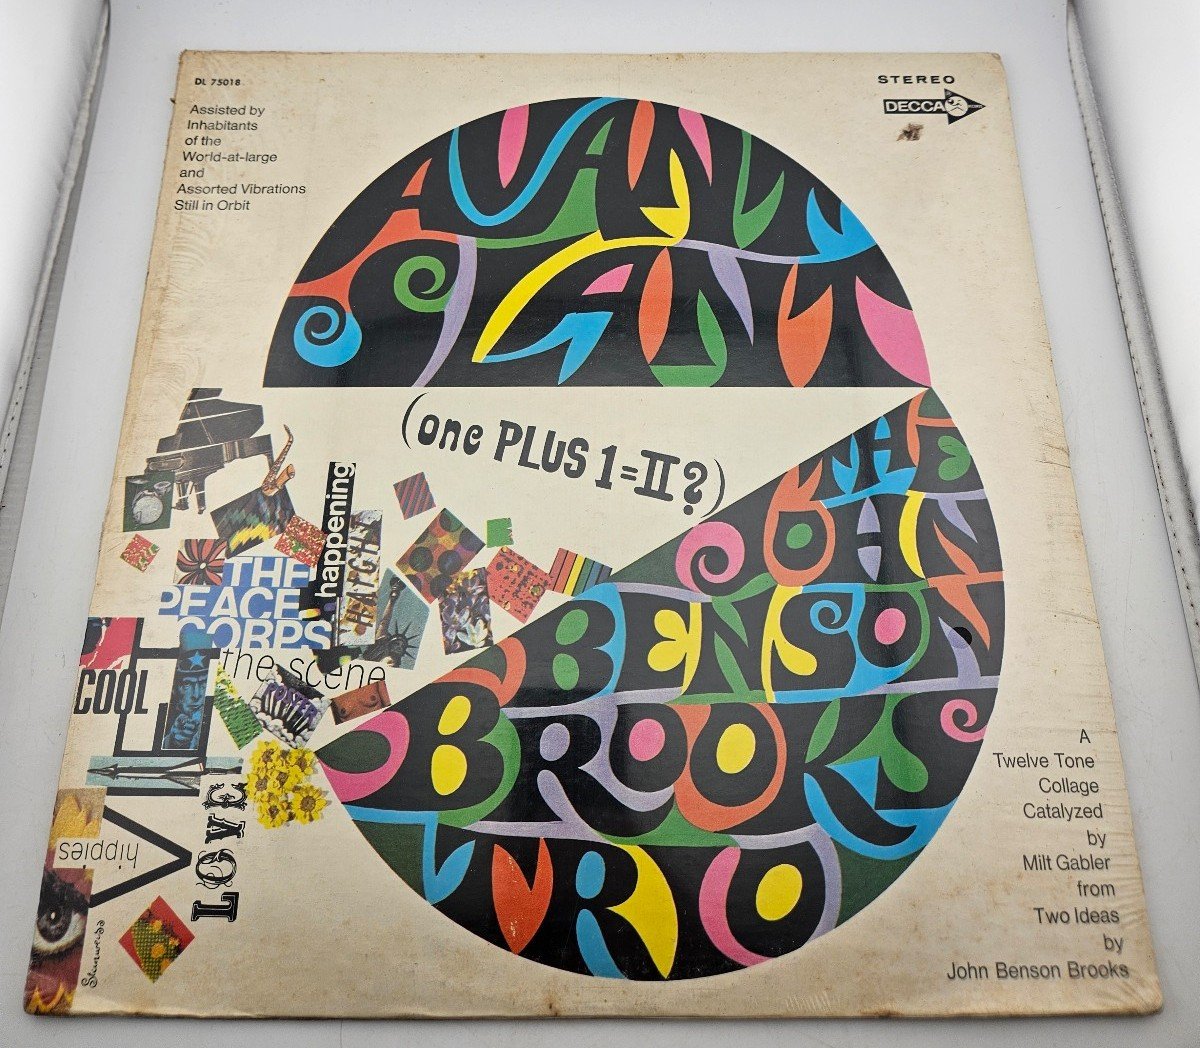 DL 75018
STEREO
DECCA
Assisted by
Inhabitants
of the
World-at-large
and
Assorted Vibrations
Still in Orbit
AVANT
SLANT
(one PLUS 1=II?)
THE
JOHN
BENSON
BROOKS
TRIO
happening
THE
PEACE
CORPS
the scene
COOL
VIET
LOVE!
hippies
A
Twelve Tone
Collage
Catalyzed
by
Milt Gabler
from
Two Ideas
by
John Benson Brooks